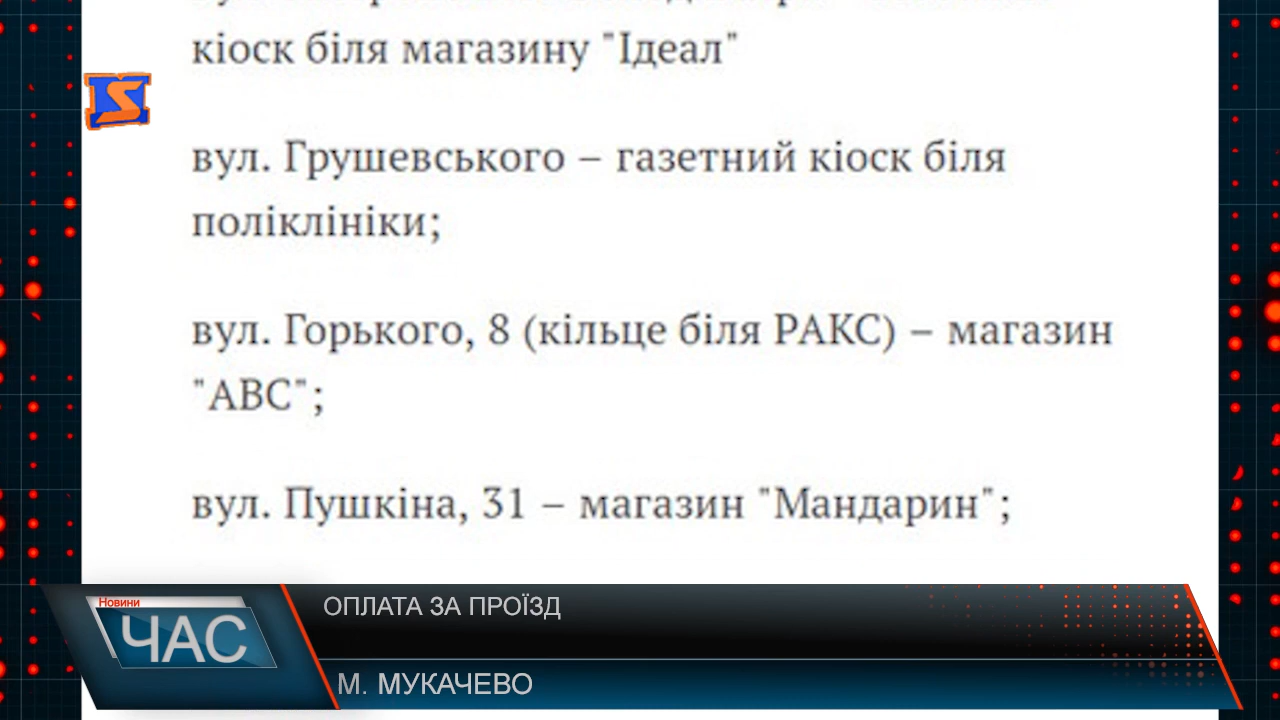 кіоск біля магазину "Ідеал"
вул. Грушевського – газетний кіоск біля
поліклініки;
вул. Горького, 8 (кільце біля РАКС) – магазин
"АВС";
вул. Пушкіна, 31 – магазин "Мандарин";
Новини
ЧАС
ОПЛАТА ЗА ПРОЇЗД
М. МУКАЧЕВО